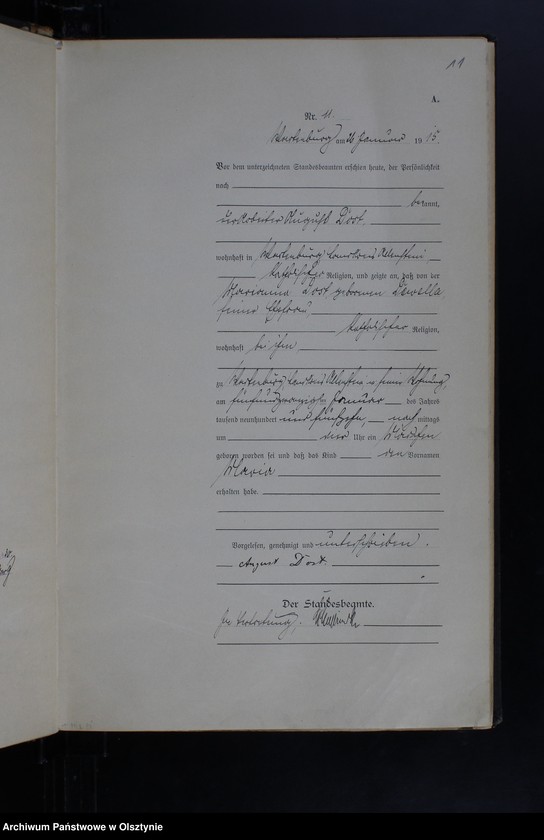 11
A.
Nr. 11.
Wartenburg am 26 Januar 1915.
Vor dem unterzeichneten Standesbeamten erschien heute, der Persönlichkeit
nach
bekannt,
August Dost.
wohnhaft in Wartenburg, Landkreis Allenstein
katholischer Religion, und zeigte an, daß von der
Marianna Dost geborenen
seiner Ehefrau
katholischer Religion,
wohnhaft bei ihm
zu Wartenburg, Landkreis Allenstein in seiner Wohnung
am fünfundzwanzigsten Januar des Jahres
tausend neunhundert und fünfzehn, nach mittags
um Uhr ein Mädchen
geboren worden sei und daß das Kind den Vornamen
Maria
erhalten habe.
Vorgelesen, genehmigt und unterschrieben.
August Dost.
Der Standesbeamte.
In Vertretung.
Archiwum Państwowe w Olsztynie